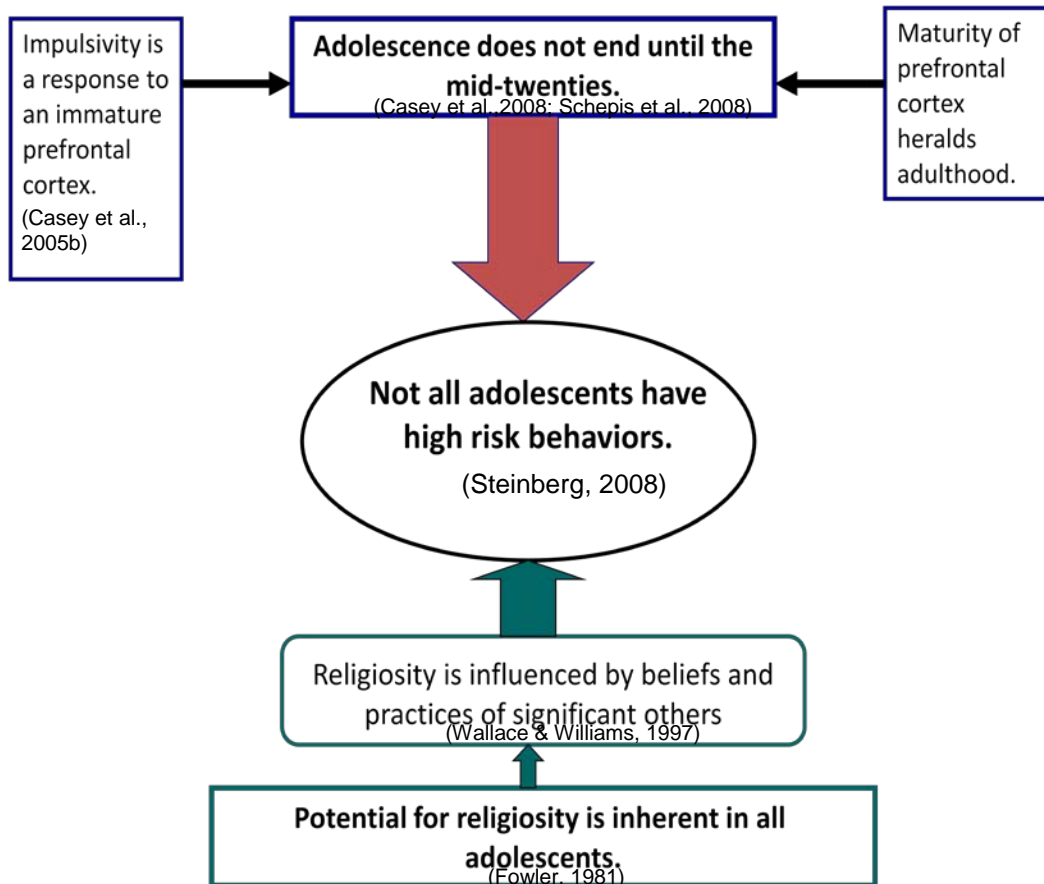 Impulsivity is
a response to
an immature
prefrontal
cortex.
(Casey et al.,
2005b)
Adolescence does not end until the
mid-twenties.
(Casey et al.,2008; Schepis et al., 2008)
Maturity of
prefrontal
cortex
heralds
adulthood.
Not all adolescents have
high risk behaviors.
(Steinberg, 2008)
Religiosity is influenced by beliefs and
practices of significant others
(Wallace & Williams, 1997)
Potential for religiosity is inherent in all
adolescents.
(Fowler, 1981)